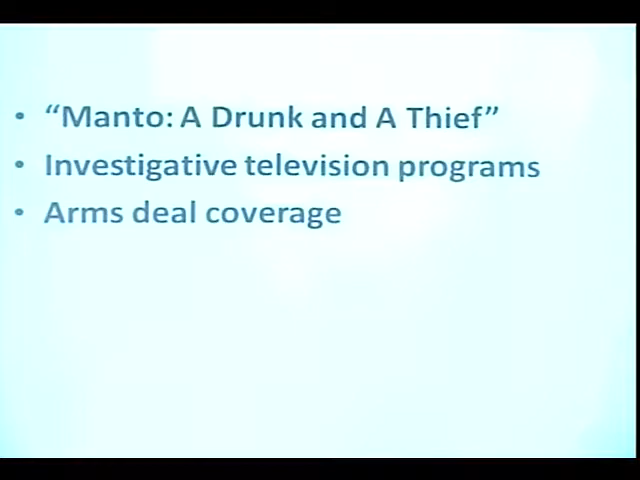 • “Manto: A Drunk and A Thief”
• Investigative television programs
• Arms deal coverage